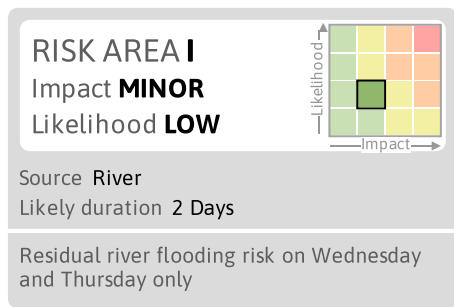 RISK AREA I
Impact MINOR
Likelihood LOW
Likelihood
Impact
Source River
Likely duration 2 Days
Residual river flooding risk on Wednesday
and Thursday only